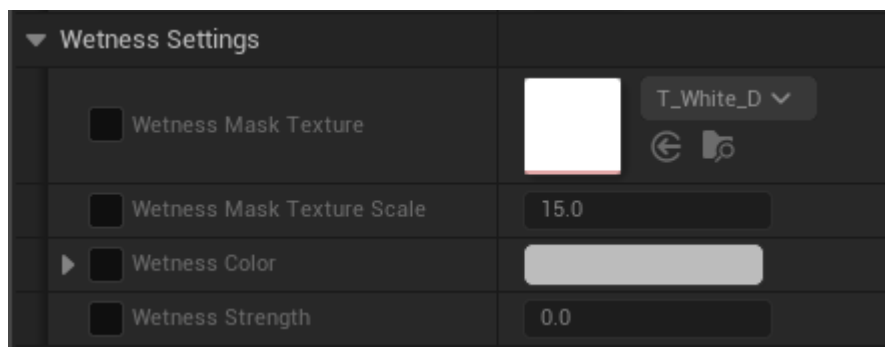 Wetness Settings
Wetness Mask Texture
T_White_D
Wetness Mask Texture Scale
15.0
Wetness Color
Wetness Strength
0.0